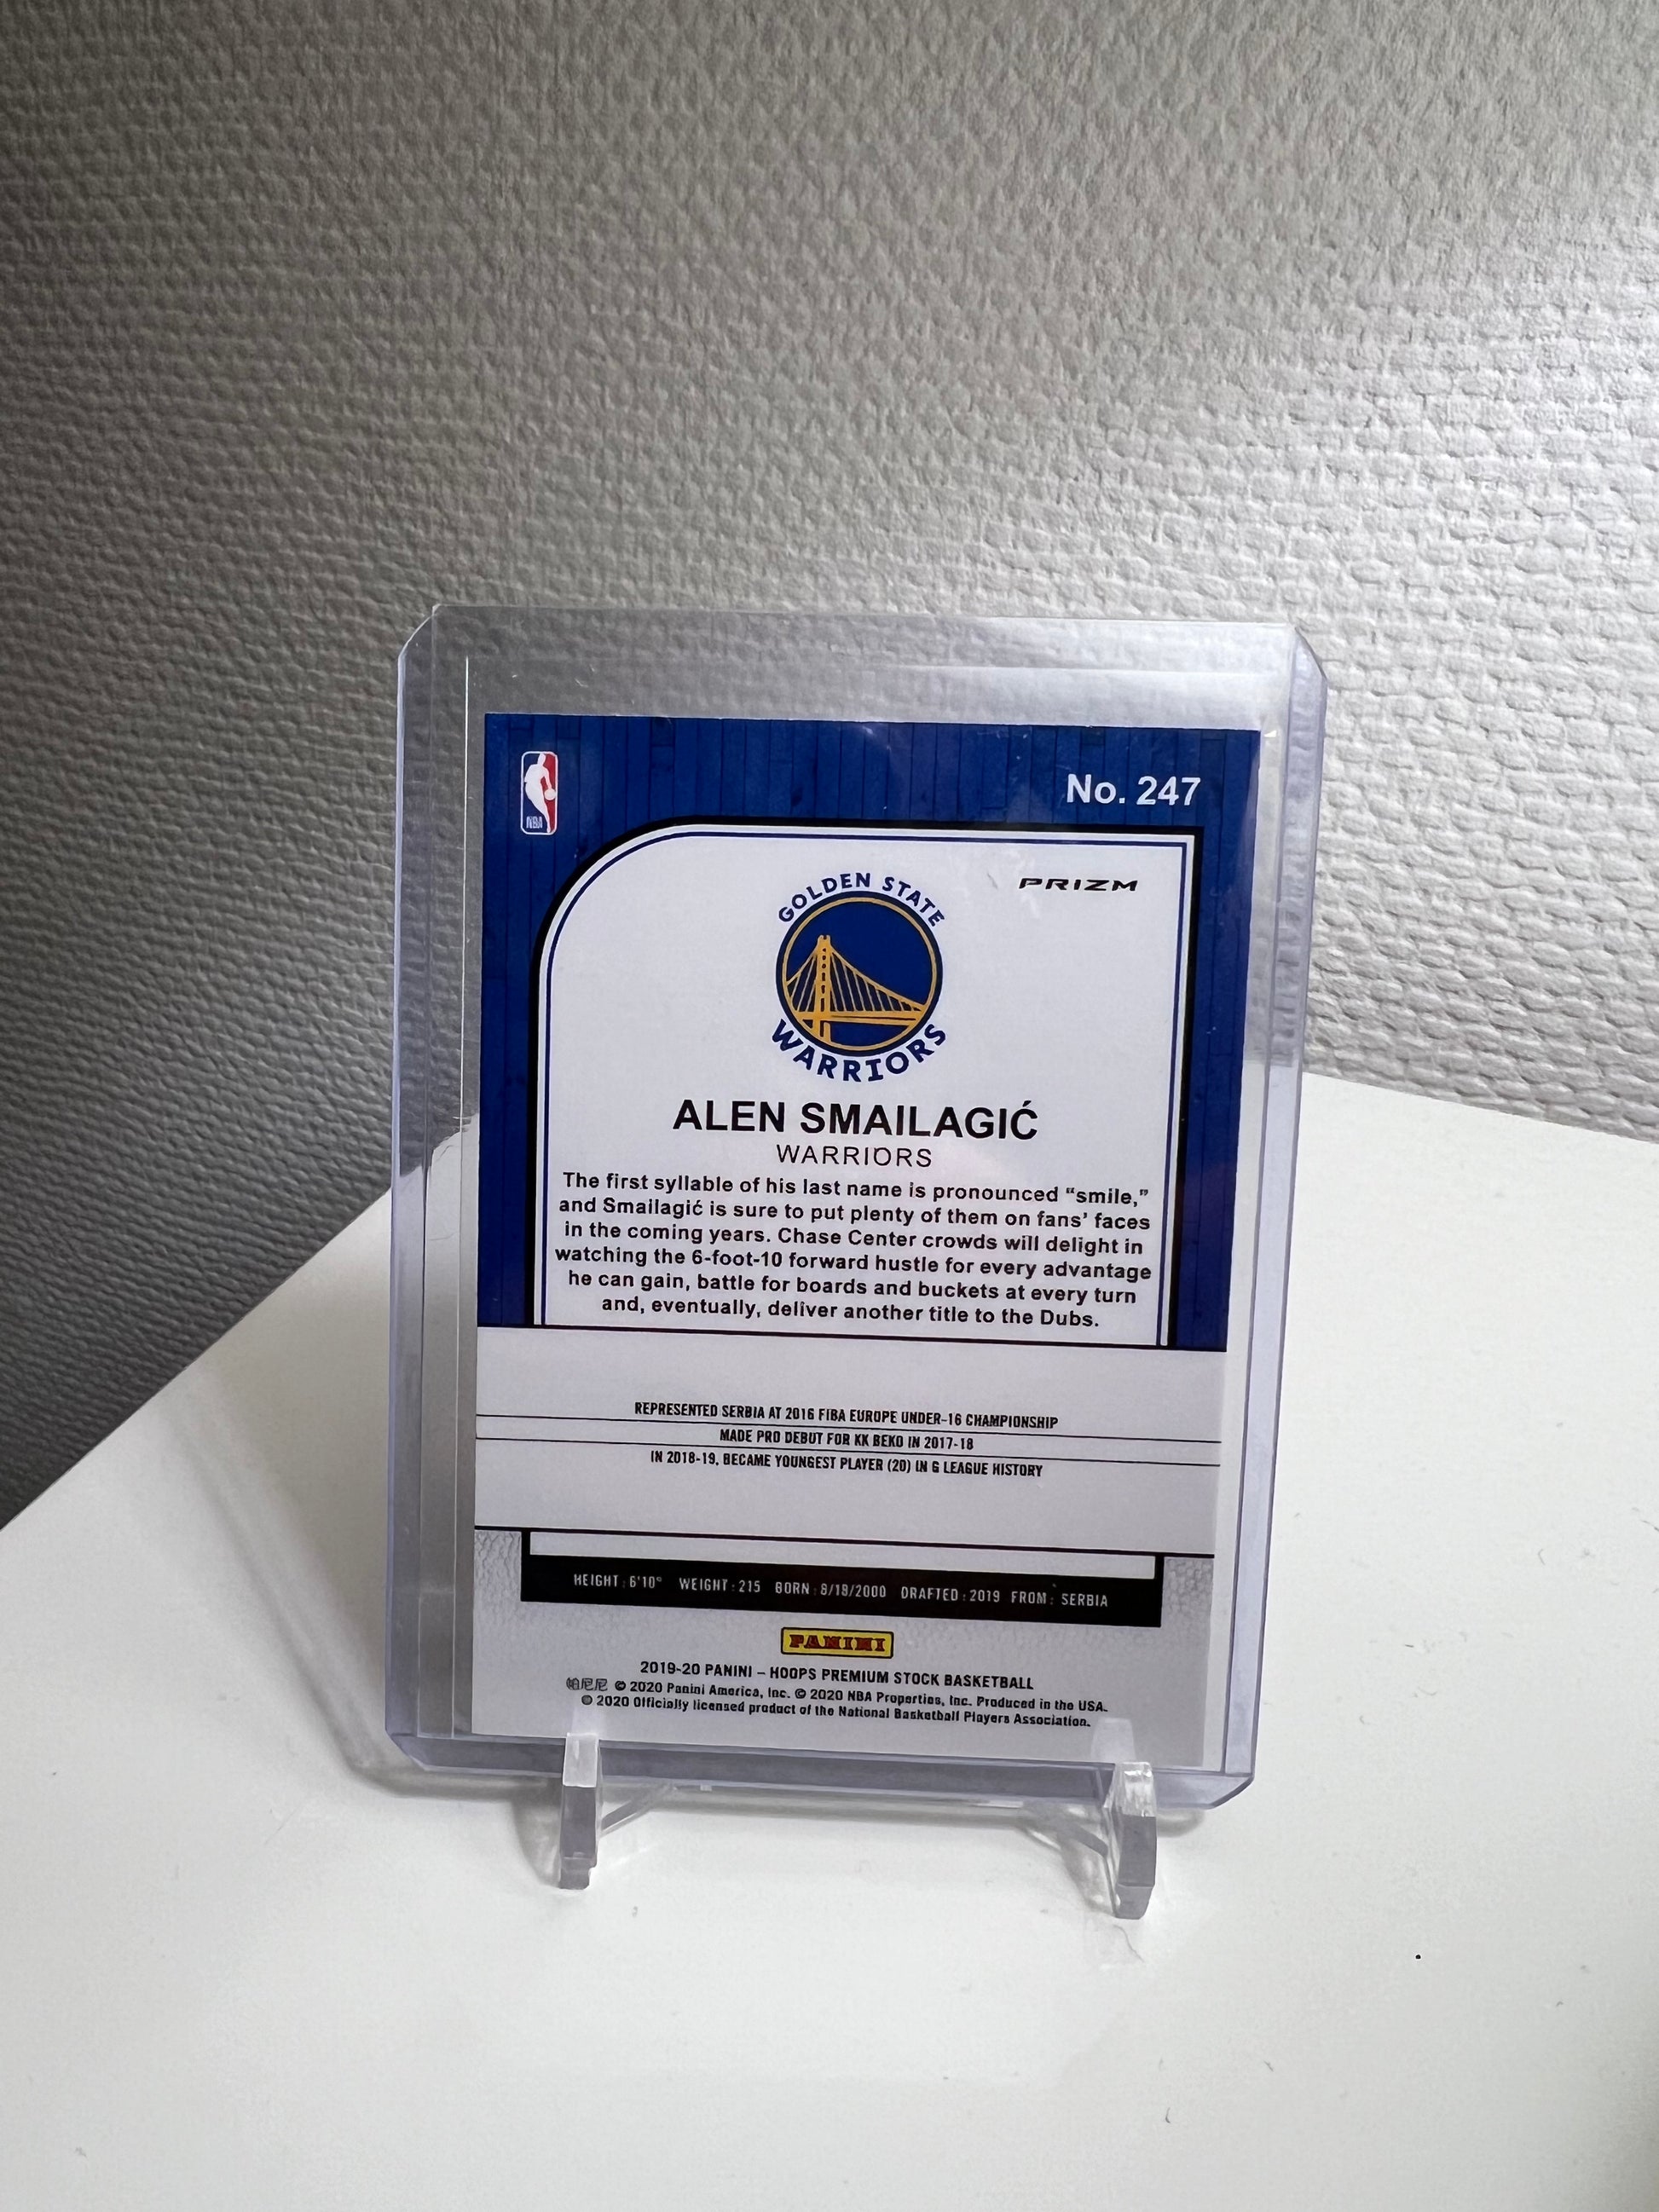 No. 247
NBA
PRIZM
GOLDEN STATE
WARRIORS
ALEN SMAILAGIĆ
WARRIORS
The first syllable of his last name is pronounced “smile,”
and Smailagić is sure to put plenty of them on fans’ faces
in the coming years. Chase Center crowds will delight in
watching the 6-foot-10 forward hustle for every advantage
he can gain, battle for boards and buckets at every turn
and, eventually, deliver another title to the Dubs.
REPRESENTED SERBIA AT 2016 FIBA EUROPE UNDER-16 CHAMPIONSHIP
MADE PRO DEBUT FOR KK BEKO IN 2017-18
IN 2018-19, BECAME YOUNGEST PLAYER (20) IN G LEAGUE HISTORY
HEIGHT: 6'10" WEIGHT: 215 BORN: 8/18/2000 DRAFTED: 2019 FROM: SERBIA
PANINI
2019-20 PANINI – HOOPS PREMIUM STOCK BASKETBALL
帕尼尼 © 2020 Panini America, Inc. © 2020 NBA Properties, Inc. Produced in the USA.
© 2020 Officially licensed product of the National Basketball Players Association.